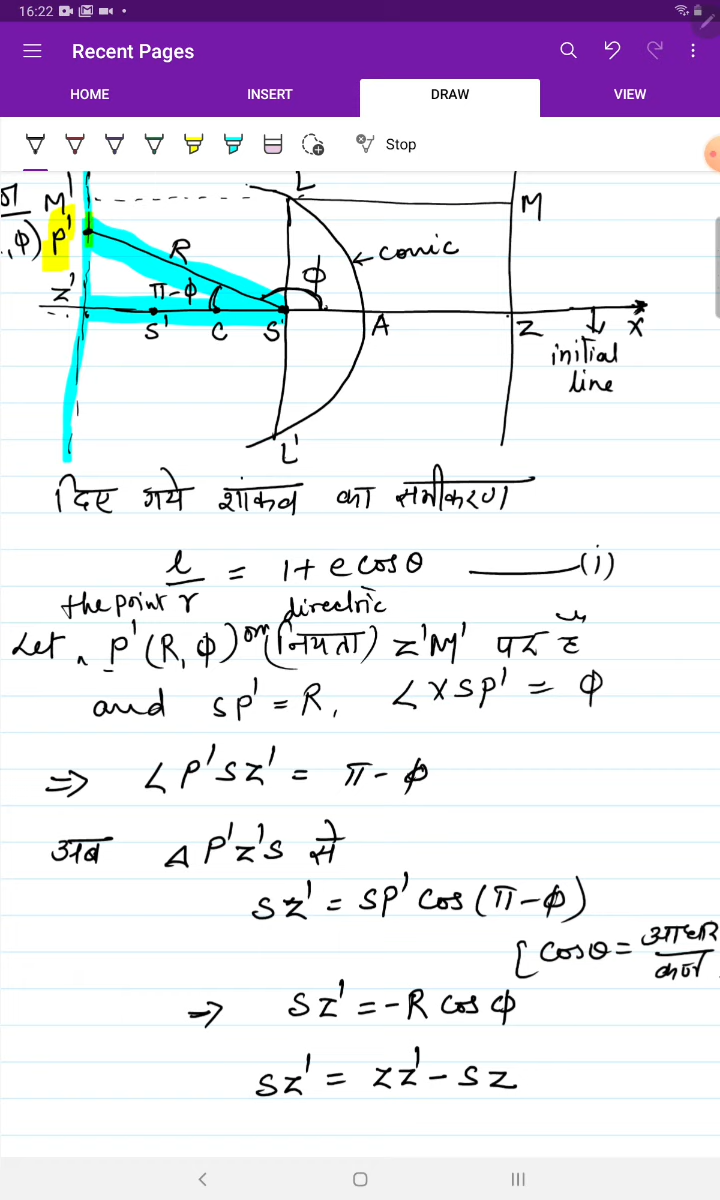 16:22
Recent Pages
HOME INSERT DRAW VIEW
Stop
L
M' M
, φ) P' R conic
φ
Z' π-φ
S' C S A Z X
initial
line
L'
दिए गये शांकव का समीकरण
l/r = 1+ e cos θ ——— (i)
the point directric
Let P'(R, φ) on (नियता) Z'M' पर है
and SP' = R, ∠XSP' = φ
⇒ ∠P'SZ' = π - φ
अब Δ P'Z'S से
SZ' = SP' cos (π-φ)
[cosθ = आधार/कर्ण
⇒ SZ' = -R cos φ
SZ' = ZZ' - SZ